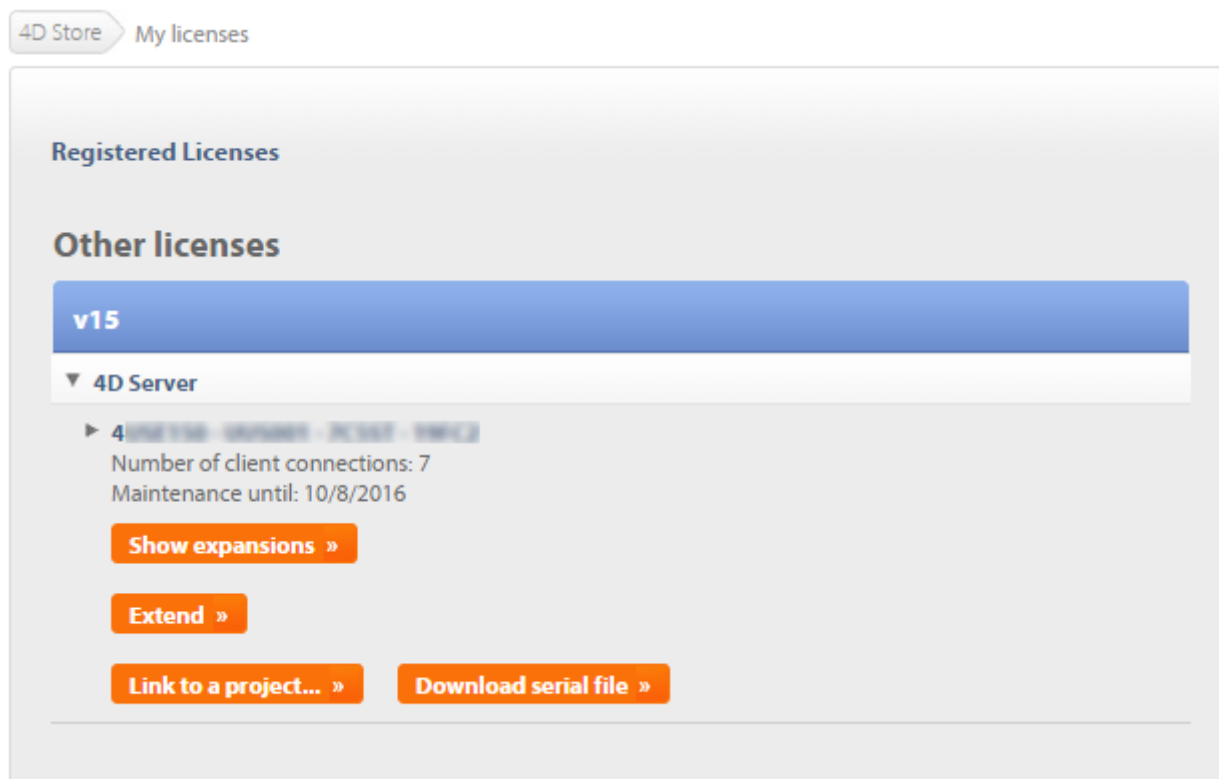 4D Store My licenses
Registered Licenses
Other licenses
v15
4D Server
4
Number of client connections: 7
Maintenance until: 10/8/2016
Show expansions »
Extend »
Link to a project... » Download serial file »